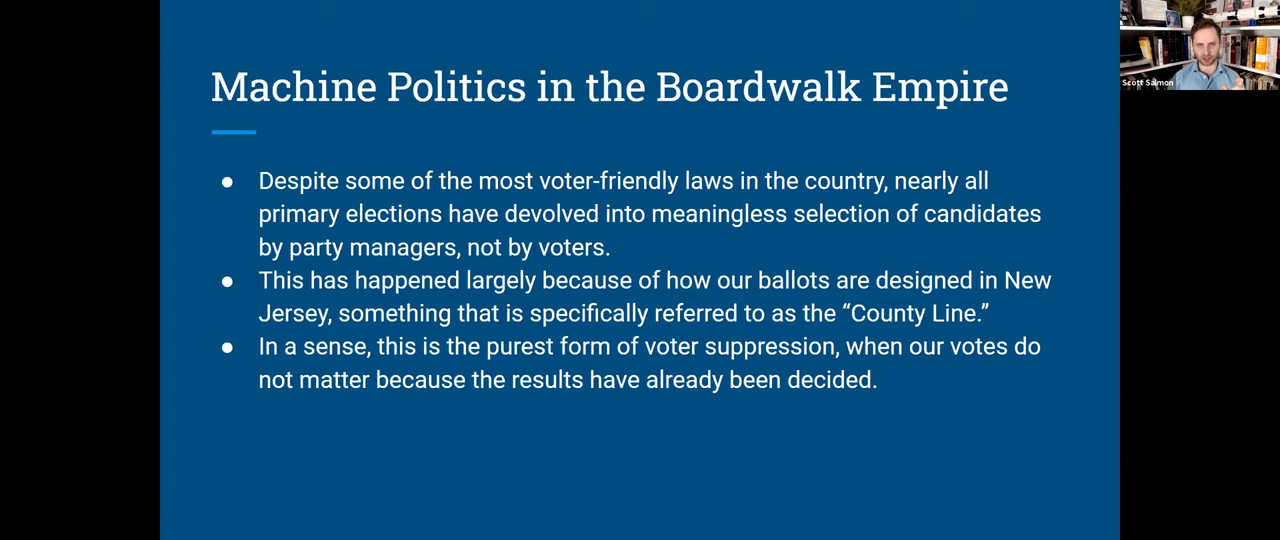 Machine Politics in the Boardwalk Empire
Scott Salmon
● Despite some of the most voter-friendly laws in the country, nearly all
primary elections have devolved into meaningless selection of candidates
by party managers, not by voters.
● This has happened largely because of how our ballots are designed in New
Jersey, something that is specifically referred to as the “County Line.”
● In a sense, this is the purest form of voter suppression, when our votes do
not matter because the results have already been decided.